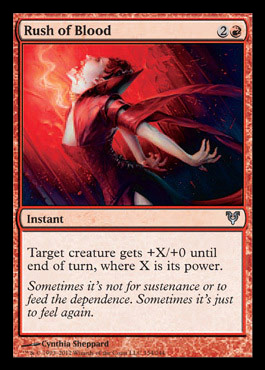 Rush of Blood 2
Instant
Target creature gets +X/+0 until
end of turn, where X is its power.
Sometimes it's not for sustenance or to
feed the dependence. Sometimes it's just
to feel again.
Cynthia Sheppard